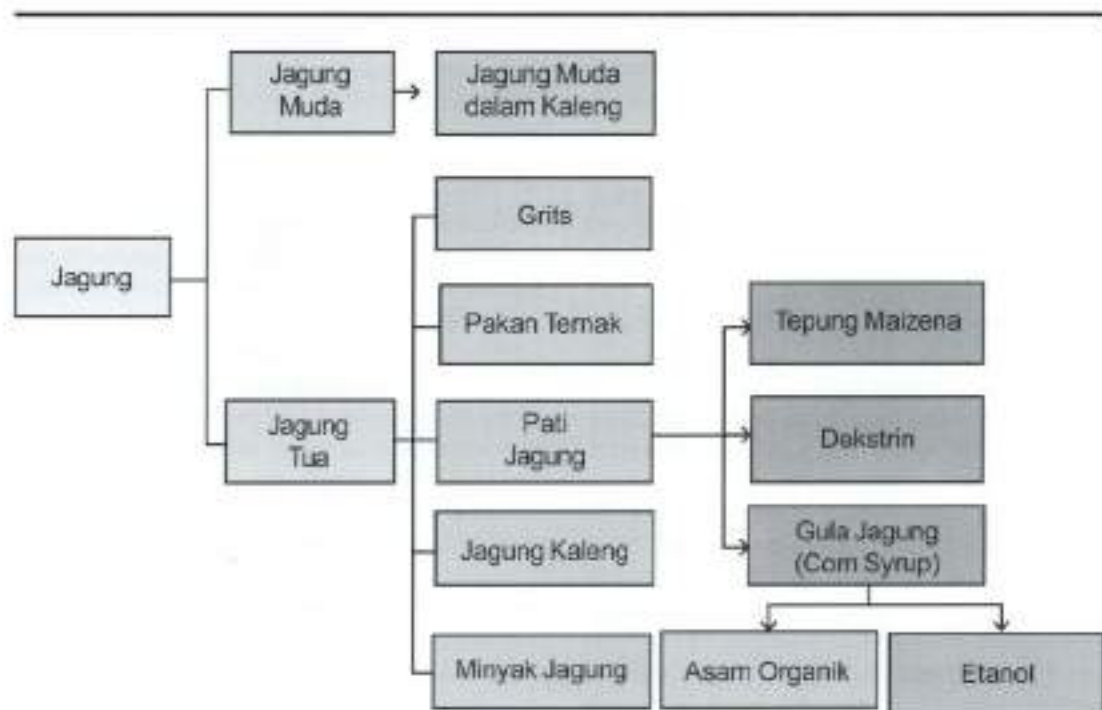 Jagung
Muda
Jagung Muda
dalam Kaleng
Grits
Jagung
Pakan Ternak
Tepung Maizena
Jagung
Tua
Pati
Jagung
Dekstrin
Jagung Kaleng
Gula Jagung
(Corn Syrup)
Minyak Jagung
Asam Organik
Etanol